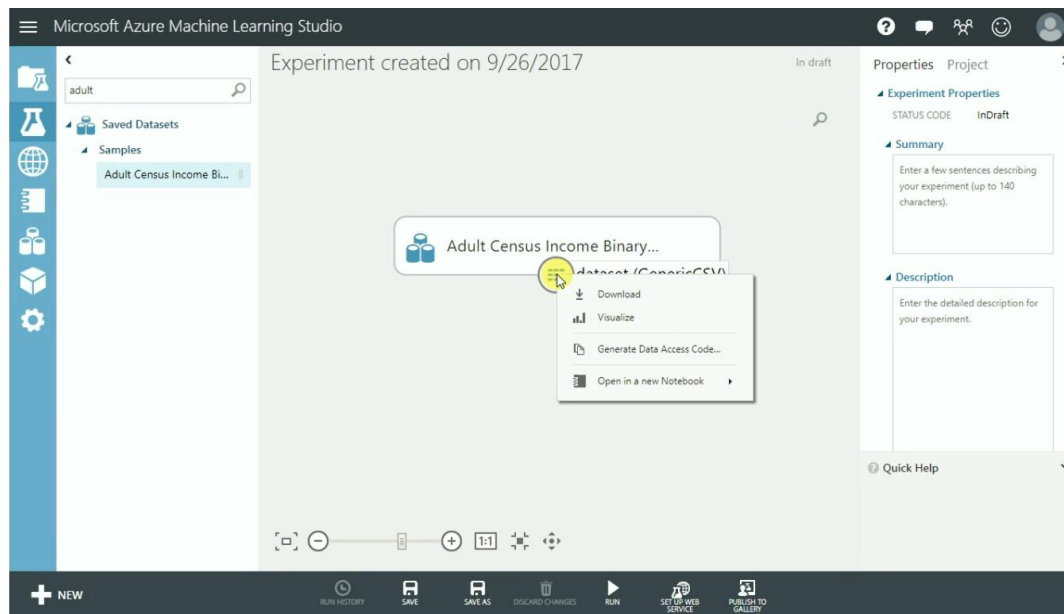 Microsoft Azure Machine Learning Studio
adult
Saved Datasets
Samples
Adult Census Income Bi...
Experiment created on 9/26/2017
In draft
Adult Census Income Binary...
dataset (GenericCSV)
Download
Visualize
Generate Data Access Code...
Open in a new Notebook
Properties Project
Experiment Properties
STATUS CODE InDraft
Summary
Enter a few sentences describing
your experiment (up to 140
characters).
Description
Enter the detailed description for
your experiment.
Quick Help
1:1
NEW
RUN HISTORY
SAVE
SAVE AS
DISCARD CHANGES
RUN
SET UP WEB
SERVICE
PUBLISH TO
GALLERY